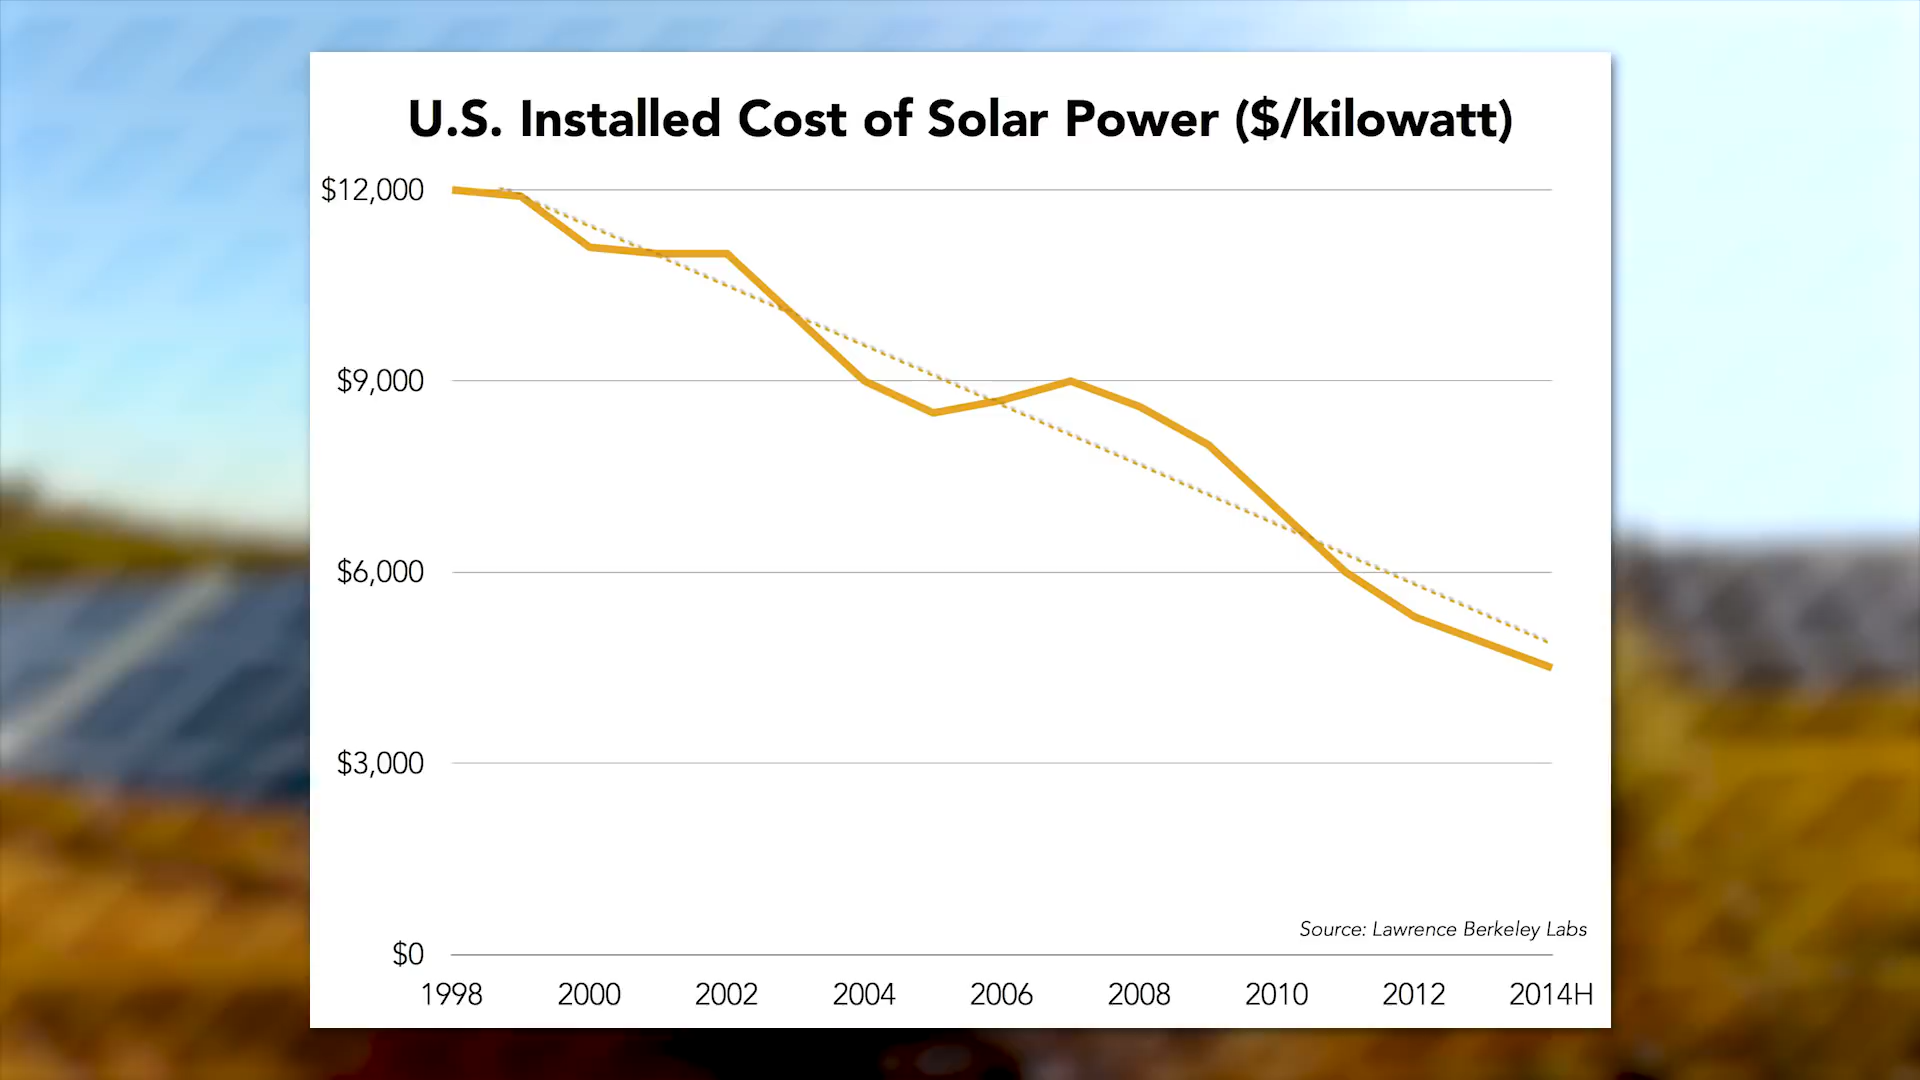 U.S. Installed Cost of Solar Power ($/kilowatt)
$12,000
$9,000
$6,000
$3,000
$0
Source: Lawrence Berkeley Labs
1998 2000 2002 2004 2006 2008 2010 2012 2014H